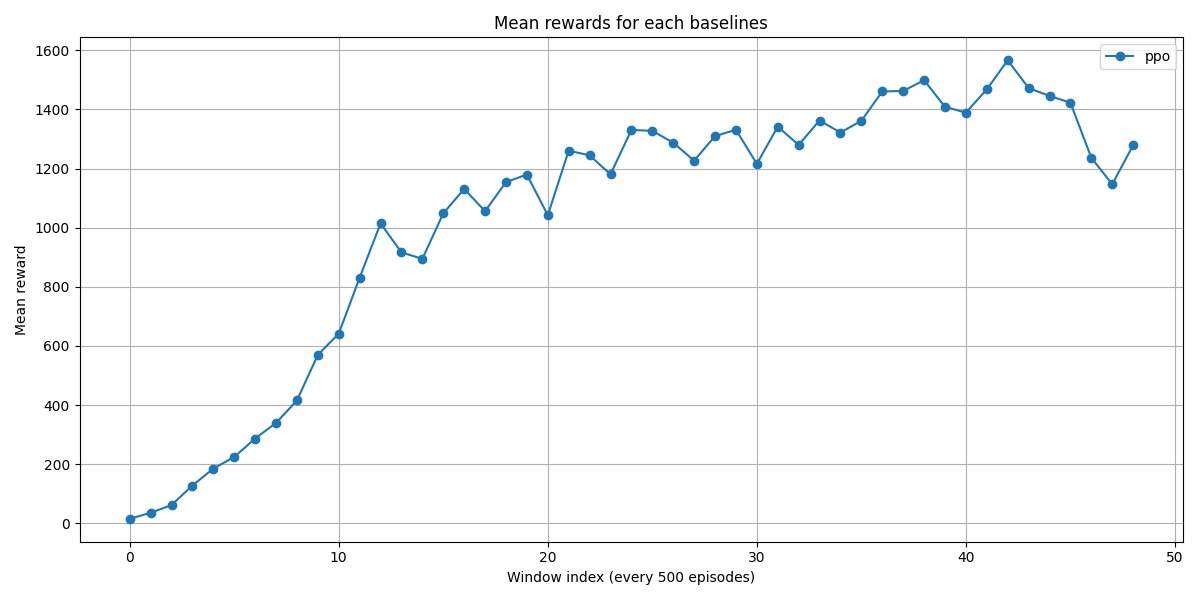 Mean rewards for each baselines
ppo
Mean reward
1600
1400
1200
1000
800
600
400
200
0
0 10 20 30 40 50
Window index (every 500 episodes)